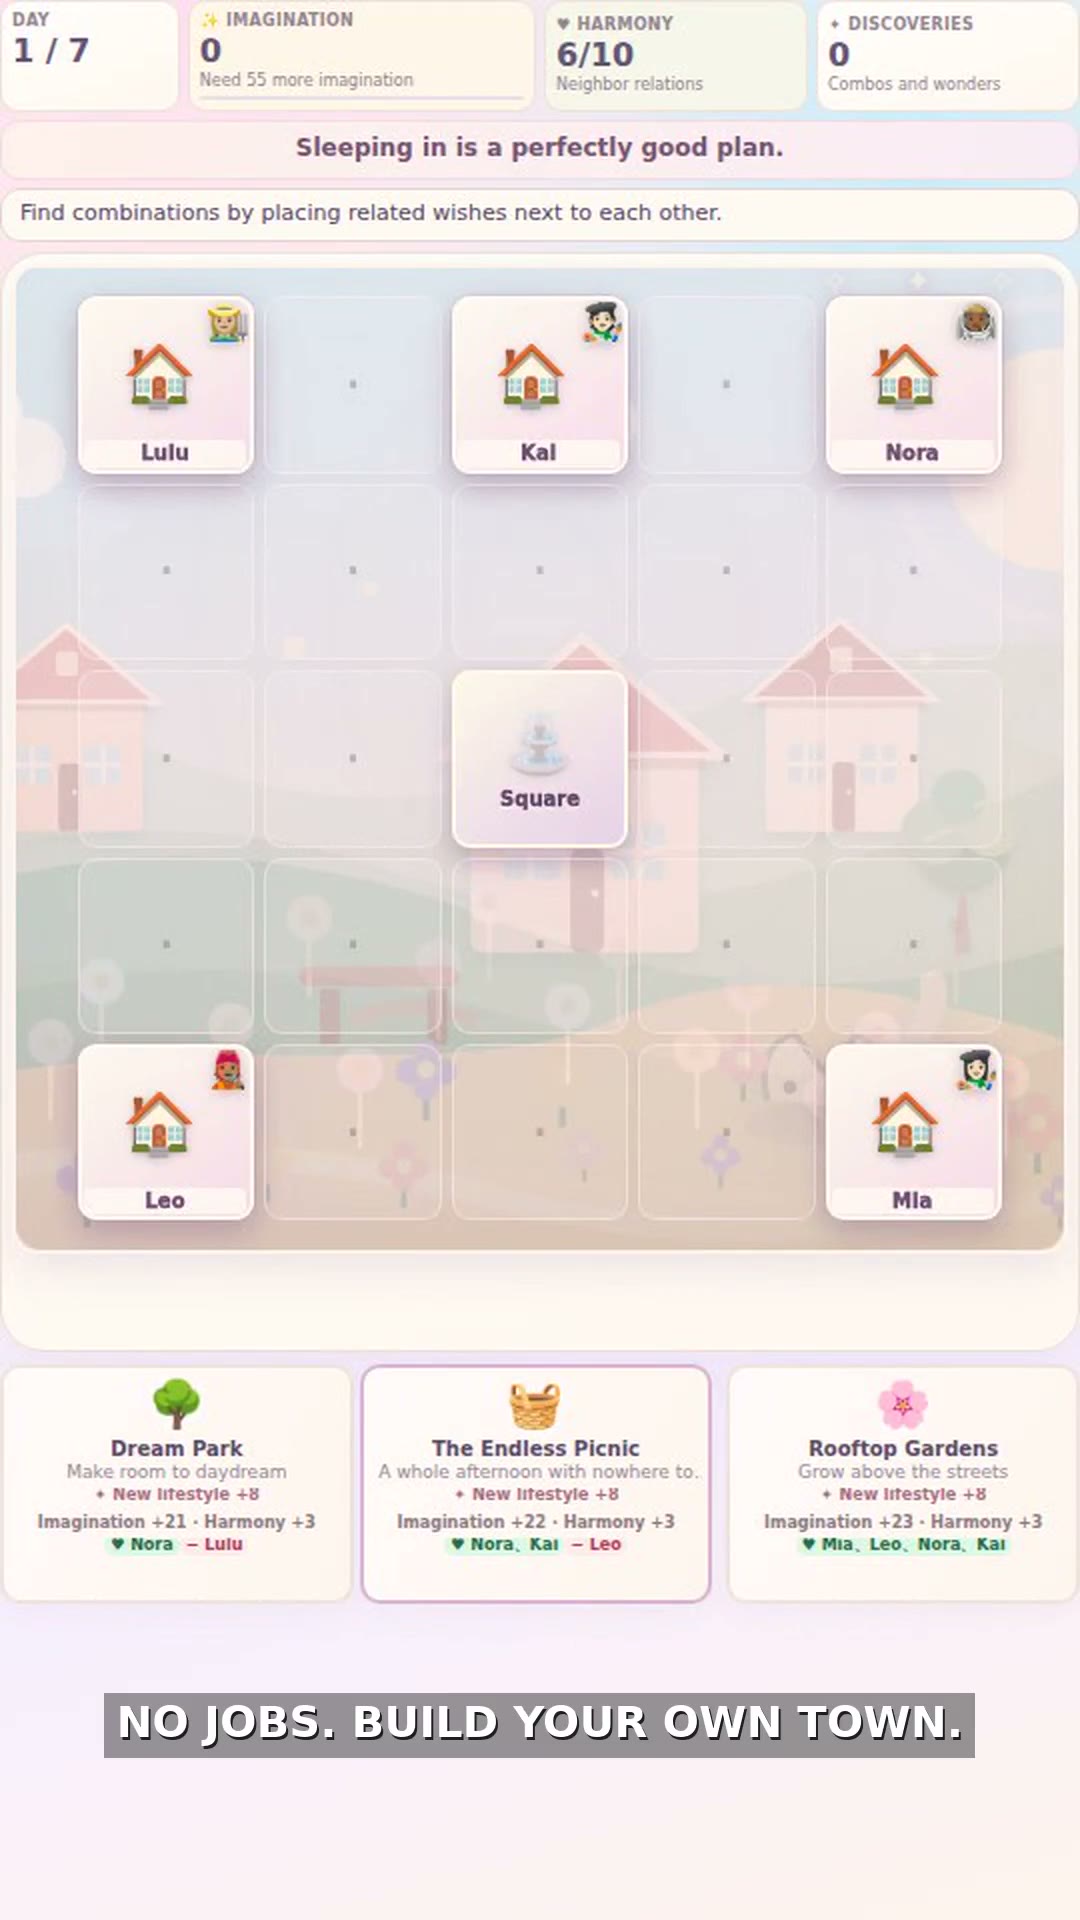 DAY
1 / 7
✨ IMAGINATION
0
Need 55 more imagination
♥ HARMONY
6/10
Neighbor relations
✦ DISCOVERIES
0
Combos and wonders
Sleeping in is a perfectly good plan.
Find combinations by placing related wishes next to each other.
Lulu
Kai
Nora
Square
Leo
Mia
Dream Park
Make room to daydream
✦ New lifestyle +8
Imagination +21 · Harmony +3
♥ Nora − Lulu
The Endless Picnic
A whole afternoon with nowhere to.
✦ New lifestyle +8
Imagination +22 · Harmony +3
♥ Nora、Kai − Leo
Rooftop Gardens
Grow above the streets
✦ New lifestyle +8
Imagination +23 · Harmony +3
♥ Mia、Leo、Nora、Kai
NO JOBS. BUILD YOUR OWN TOWN.